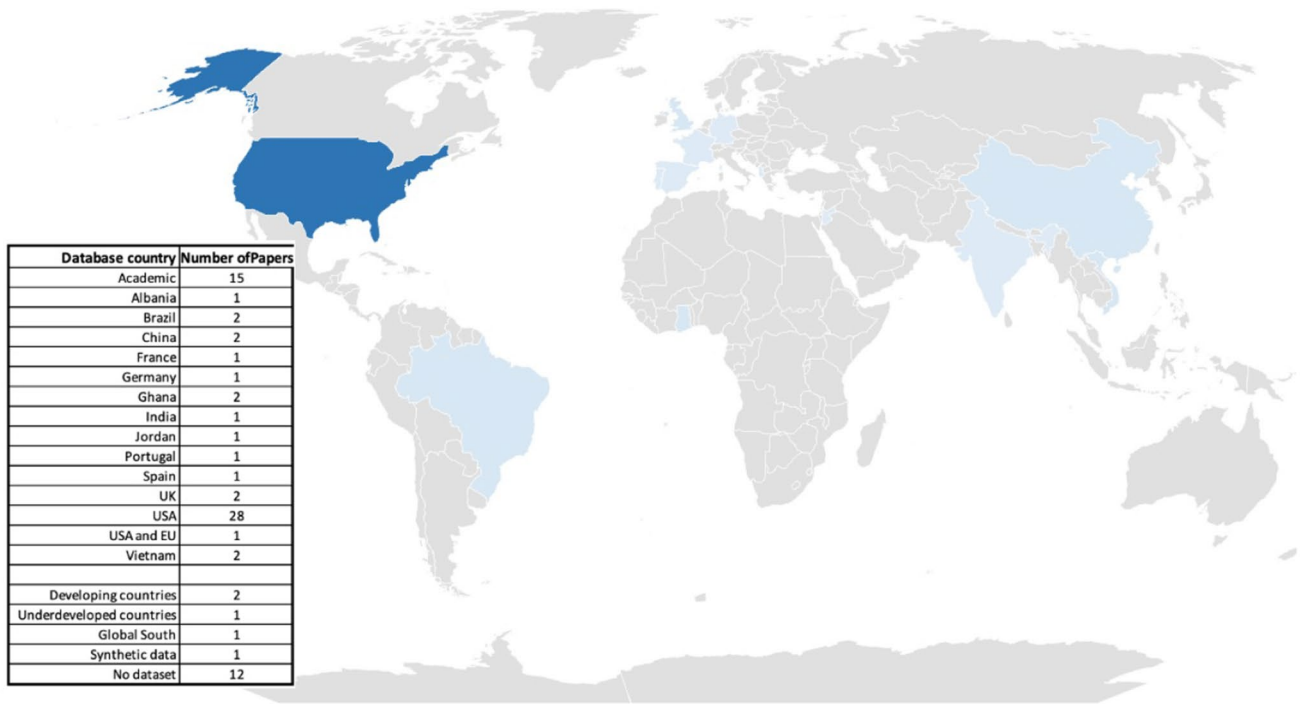 Database country Number ofPapers
Academic 15
Albania 1
Brazil 2
China 2
France 1
Germany 1
Ghana 2
India 1
Jordan 1
Portugal 1
Spain 1
UK 2
USA 28
USA and EU 1
Vietnam 2
Developing countries 2
Underdeveloped countries 1
Global South 1
Synthetic data 1
No dataset 12